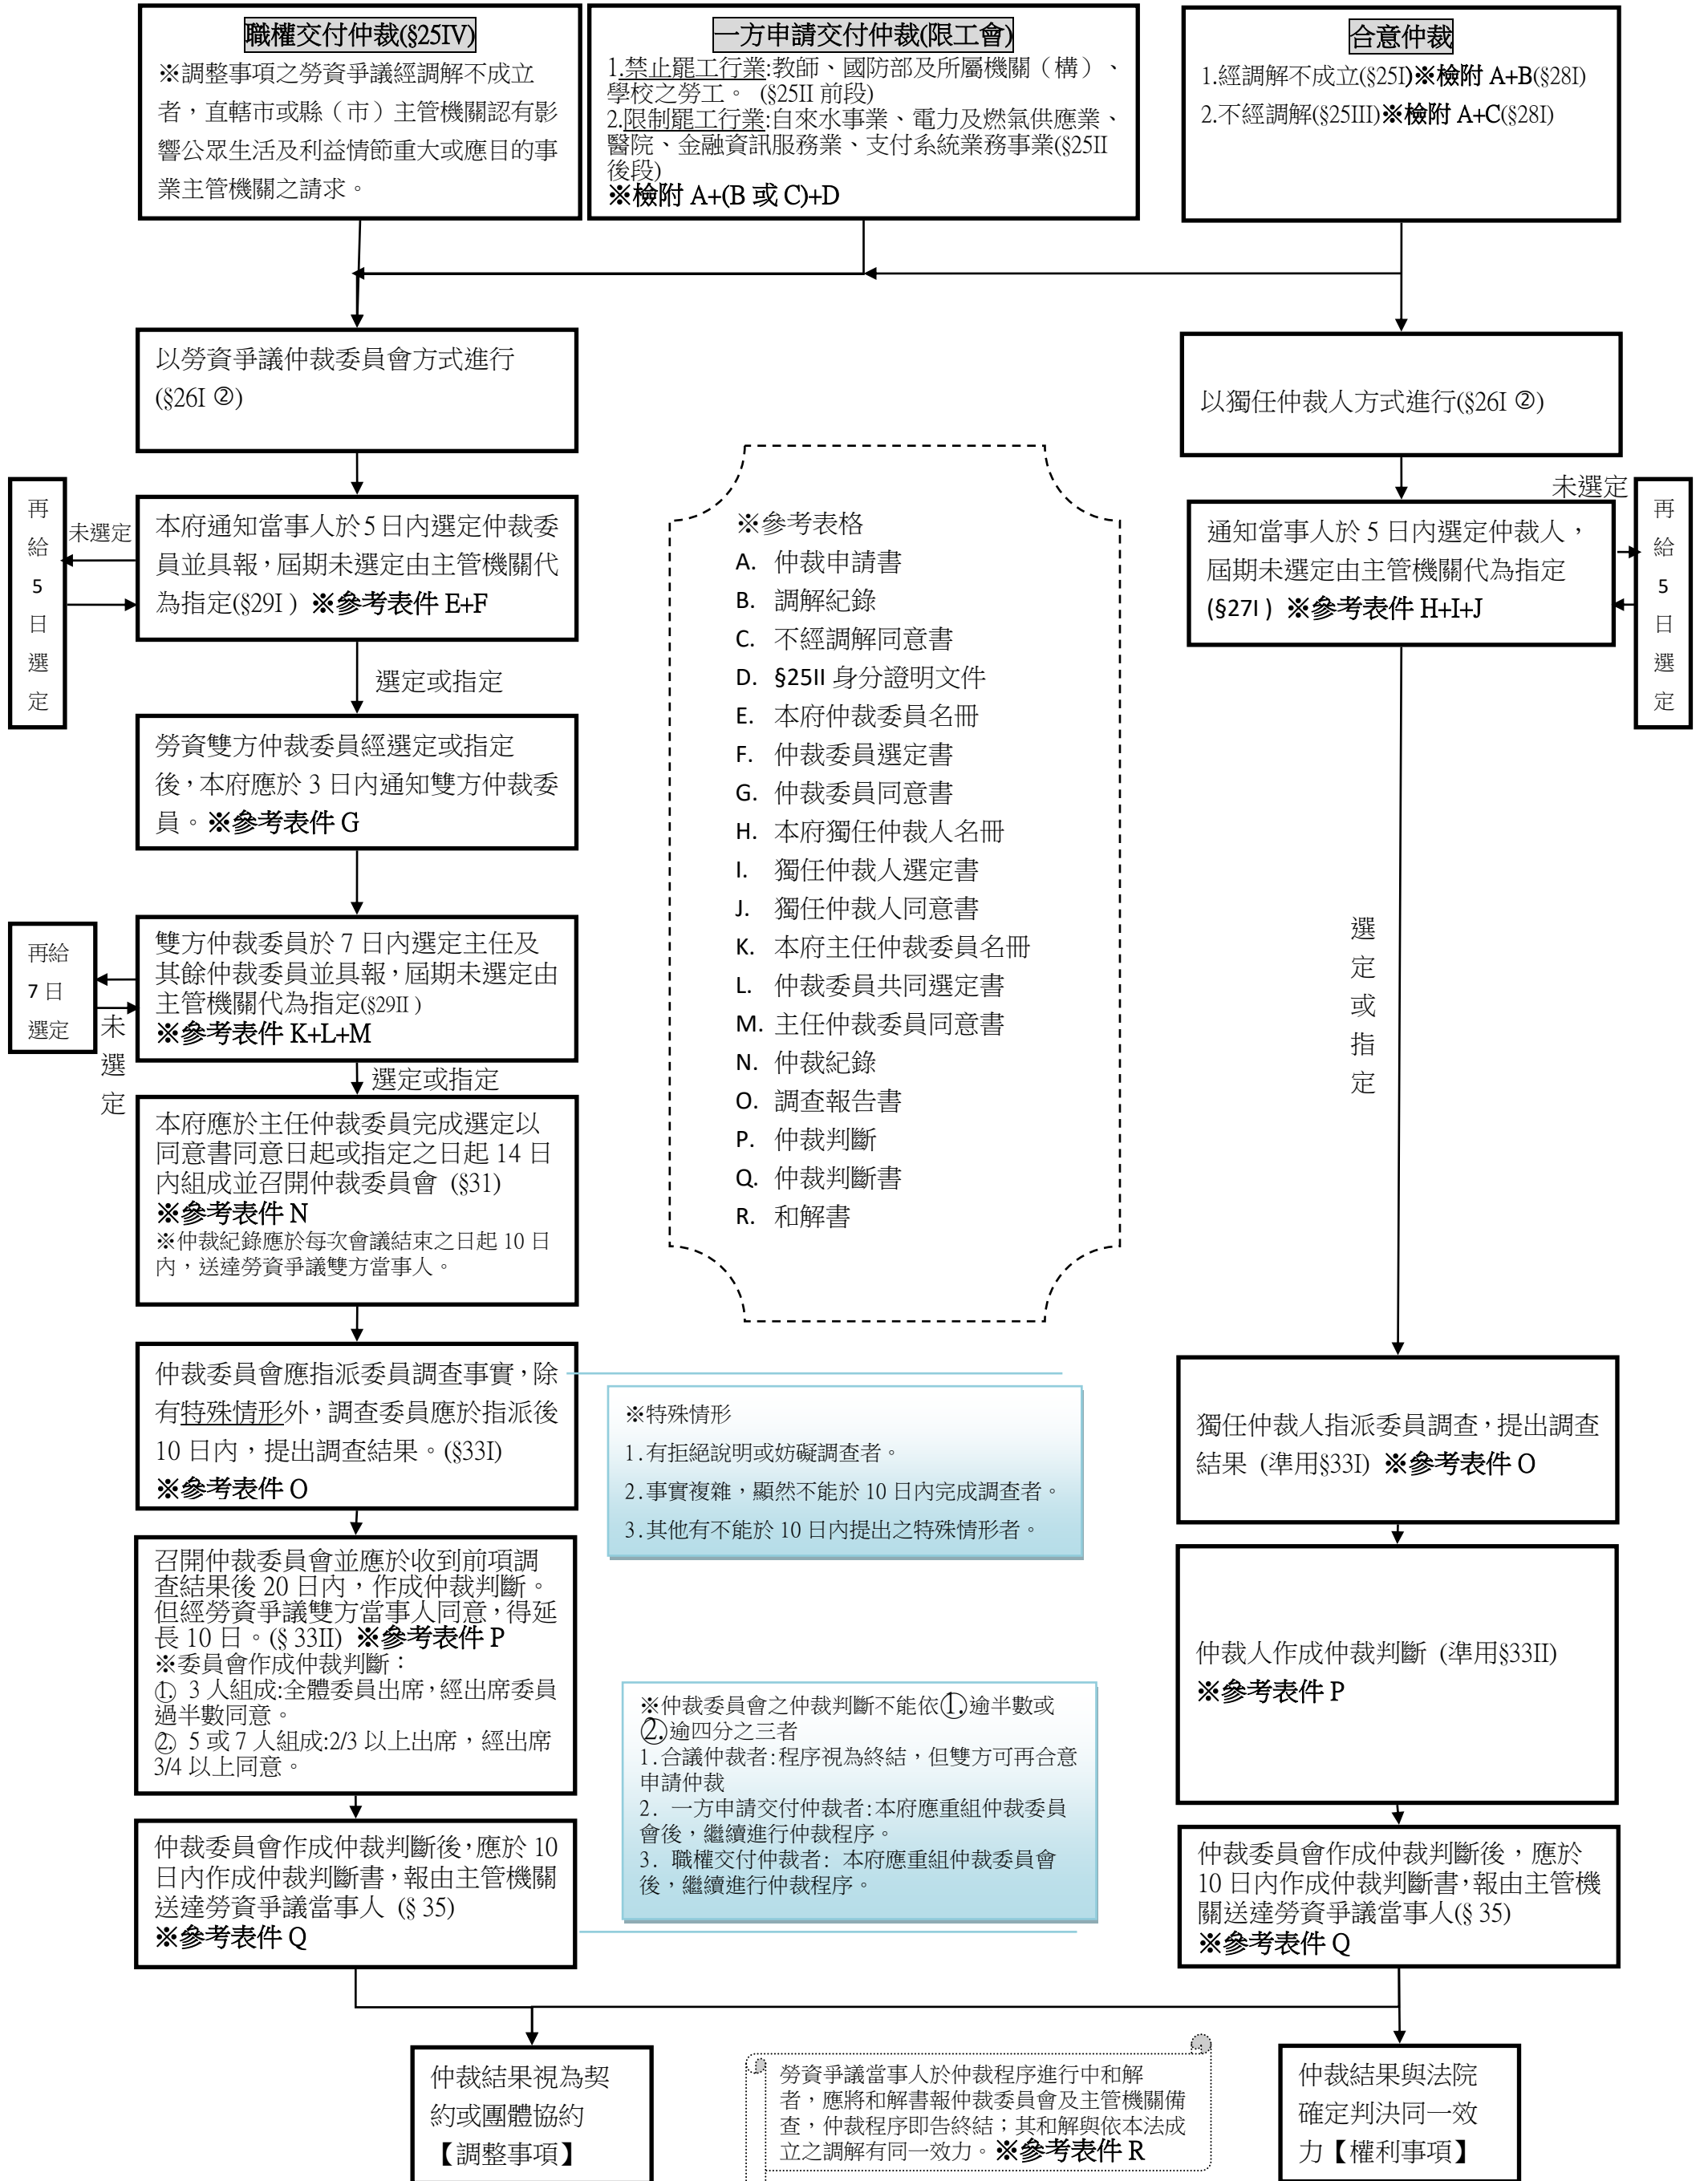 職權交付仲裁(§25IV)
※調整事項之勞資爭議經調解不成立
者，直轄市或縣（市）主管機關認有影
響公眾生活及利益情節重大或應目的事
業主管機關之請求。
一方申請交付仲裁(限工會)
1.禁止罷工行業:教師、國防部及所屬機關（構）、
學校之勞工。 (§25II 前段)
2.限制罷工行業:自來水事業、電力及燃氣供應業、
醫院、金融資訊服務業、支付系統業務事業(§25II
後段)
※檢附 A+(B 或 C)+D
合意仲裁
1.經調解不成立(§25I)※檢附 A+B(§28I)
2.不經調解(§25III)※檢附 A+C(§28I)
以勞資爭議仲裁委員會方式進行
(§26I ②)
以獨任仲裁人方式進行(§26I ②)
再
給
5
日
選
定
未選定
本府通知當事人於 5 日內選定仲裁委
員並具報，屆期未選定由主管機關代
為指定(§29I ) ※參考表件 E+F
選定或指定
勞資雙方仲裁委員經選定或指定
後，本府應於 3 日內通知雙方仲裁委
員。※參考表件 G
再給
7 日
選定
未
選
定
雙方仲裁委員於 7 日內選定主任及
其餘仲裁委員並具報，屆期未選定由
主管機關代為指定(§29II )
※參考表件 K+L+M
選定或指定
本府應於主任仲裁委員完成選定以
同意書同意日起或指定之日起 14 日
內組成並召開仲裁委員會 (§31)
※參考表件 N
※仲裁紀錄應於每次會議結束之日起 10 日
內，送達勞資爭議雙方當事人。
※參考表格
A. 仲裁申請書
B. 調解紀錄
C. 不經調解同意書
D. §25II 身分證明文件
E. 本府仲裁委員名冊
F. 仲裁委員選定書
G. 仲裁委員同意書
H. 本府獨任仲裁人名冊
I. 獨任仲裁人選定書
J. 獨任仲裁人同意書
K. 本府主任仲裁委員名冊
L. 仲裁委員共同選定書
M. 主任仲裁委員同意書
N. 仲裁紀錄
O. 調查報告書
P. 仲裁判斷
Q. 仲裁判斷書
R. 和解書
未選定
通知當事人於 5 日內選定仲裁人，
屆期未選定由主管機關代為指定
(§27I ) ※參考表件 H+I+J
再
給
5
日
選
定
選
定
或
指
定
仲裁委員會應指派委員調查事實，除
有特殊情形外，調查委員應於指派後
10 日內，提出調查結果。(§33I)
※參考表件 O
※特殊情形
1.有拒絕說明或妨礙調查者。
2.事實複雜，顯然不能於 10 日內完成調查者。
3.其他有不能於 10 日內提出之特殊情形者。
獨任仲裁人指派委員調查，提出調查
結果 (準用§33I) ※參考表件 O
召開仲裁委員會並應於收到前項調
查結果後 20 日內，作成仲裁判斷。
但經勞資爭議雙方當事人同意，得延
長 10 日。(§ 33II) ※參考表件 P
※委員會作成仲裁判斷：
①. 3 人組成:全體委員出席，經出席委員
過半數同意。
②. 5 或 7 人組成:2/3 以上出席，經出席
3/4 以上同意。
※仲裁委員會之仲裁判斷不能依①.逾半數或
②.逾四分之三者
1.合議仲裁者:程序視為終結，但雙方可再合意
申請仲裁
2. 一方申請交付仲裁者:本府應重組仲裁委員
會後，繼續進行仲裁程序。
3. 職權交付仲裁者: 本府應重組仲裁委員會
後，繼續進行仲裁程序。
仲裁人作成仲裁判斷 (準用§33II)
※參考表件 P
仲裁委員會作成仲裁判斷後，應於 10
日內作成仲裁判斷書，報由主管機關
送達勞資爭議當事人 (§ 35)
※參考表件 Q
仲裁委員會作成仲裁判斷後，應於
10 日內作成仲裁判斷書，報由主管機
關送達勞資爭議當事人(§ 35)
※參考表件 Q
仲裁結果視為契
約或團體協約
【調整事項】
勞資爭議當事人於仲裁程序進行中和解
者，應將和解書報仲裁委員會及主管機關備
查，仲裁程序即告終結；其和解與依本法成
立之調解有同一效力。※參考表件 R
仲裁結果與法院
確定判決同一效
力【權利事項】